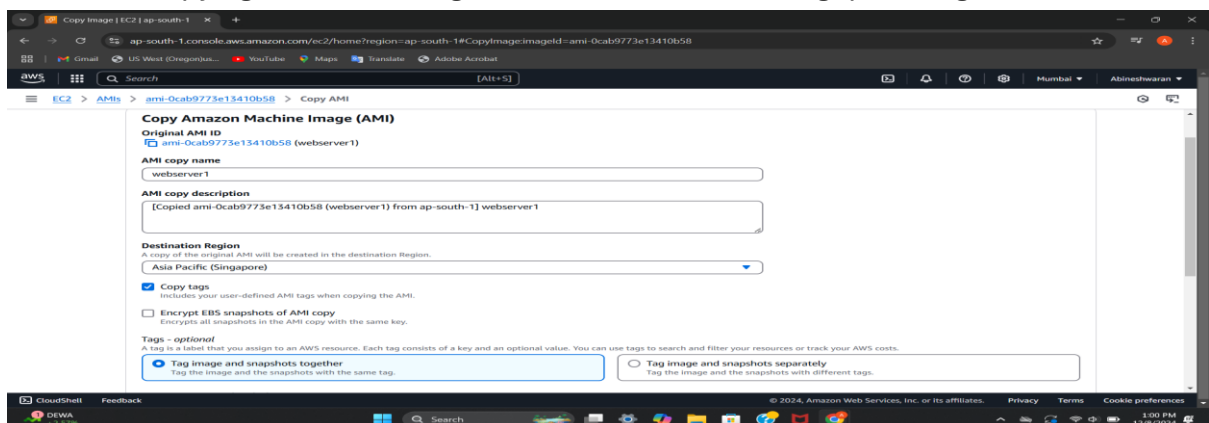 Copy Image | EC2 | ap-south-1
ap-south-1.console.aws.amazon.com/ec2/home?region=ap-south-1#CopyImage:imageId=ami-0cab9773e13410b58
Gmail US West (Oregon)us... YouTube Maps Translate Adobe Acrobat
aws Search [Alt+S] Mumbai Abineshwaran
EC2 > AMIs > ami-0cab9773e13410b58 > Copy AMI
Copy Amazon Machine Image (AMI)
Original AMI ID
ami-0cab9773e13410b58 (webserver1)
AMI copy name
webserver1
AMI copy description
[Copied ami-0cab9773e13410b58 (webserver1) from ap-south-1] webserver1
Destination Region
A copy of the original AMI will be created in the destination Region.
Asia Pacific (Singapore)
Copy tags
Includes your user-defined AMI tags when copying the AMI.
Encrypt EBS snapshots of AMI copy
Encrypts all snapshots in the AMI copy with the same key.
Tags - optional
A tag is a label that you assign to an AWS resource. Each tag consists of a key and an optional value. You can use tags to search and filter your resources or track your AWS costs.
Tag image and snapshots together Tag image and snapshots separately
Tag the image and the snapshots with the same tag. Tag the image and the snapshots with different tags.
CloudShell Feedback © 2024, Amazon Web Services, Inc. or its affiliates. Privacy Terms Cookie preferences
DEWA Search 1:00 PM